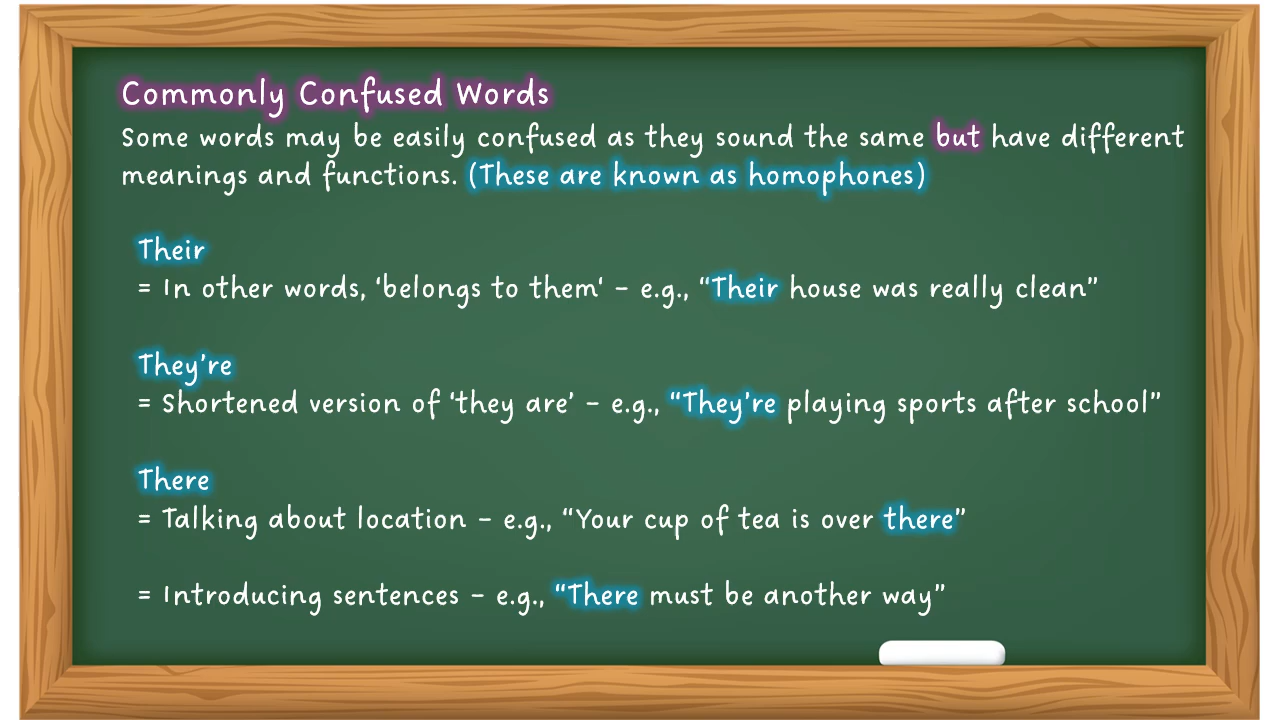 Commonly Confused Words
Some words may be easily confused as they sound the same but have different
meanings and functions. (These are known as homophones)
Their
= In other words, ‘belongs to them‘ – e.g., “Their house was really clean”
They’re
= Shortened version of ‘they are’ – e.g., “They’re playing sports after school”
There
= Talking about location – e.g., “Your cup of tea is over there”
= Introducing sentences – e.g., “There must be another way”